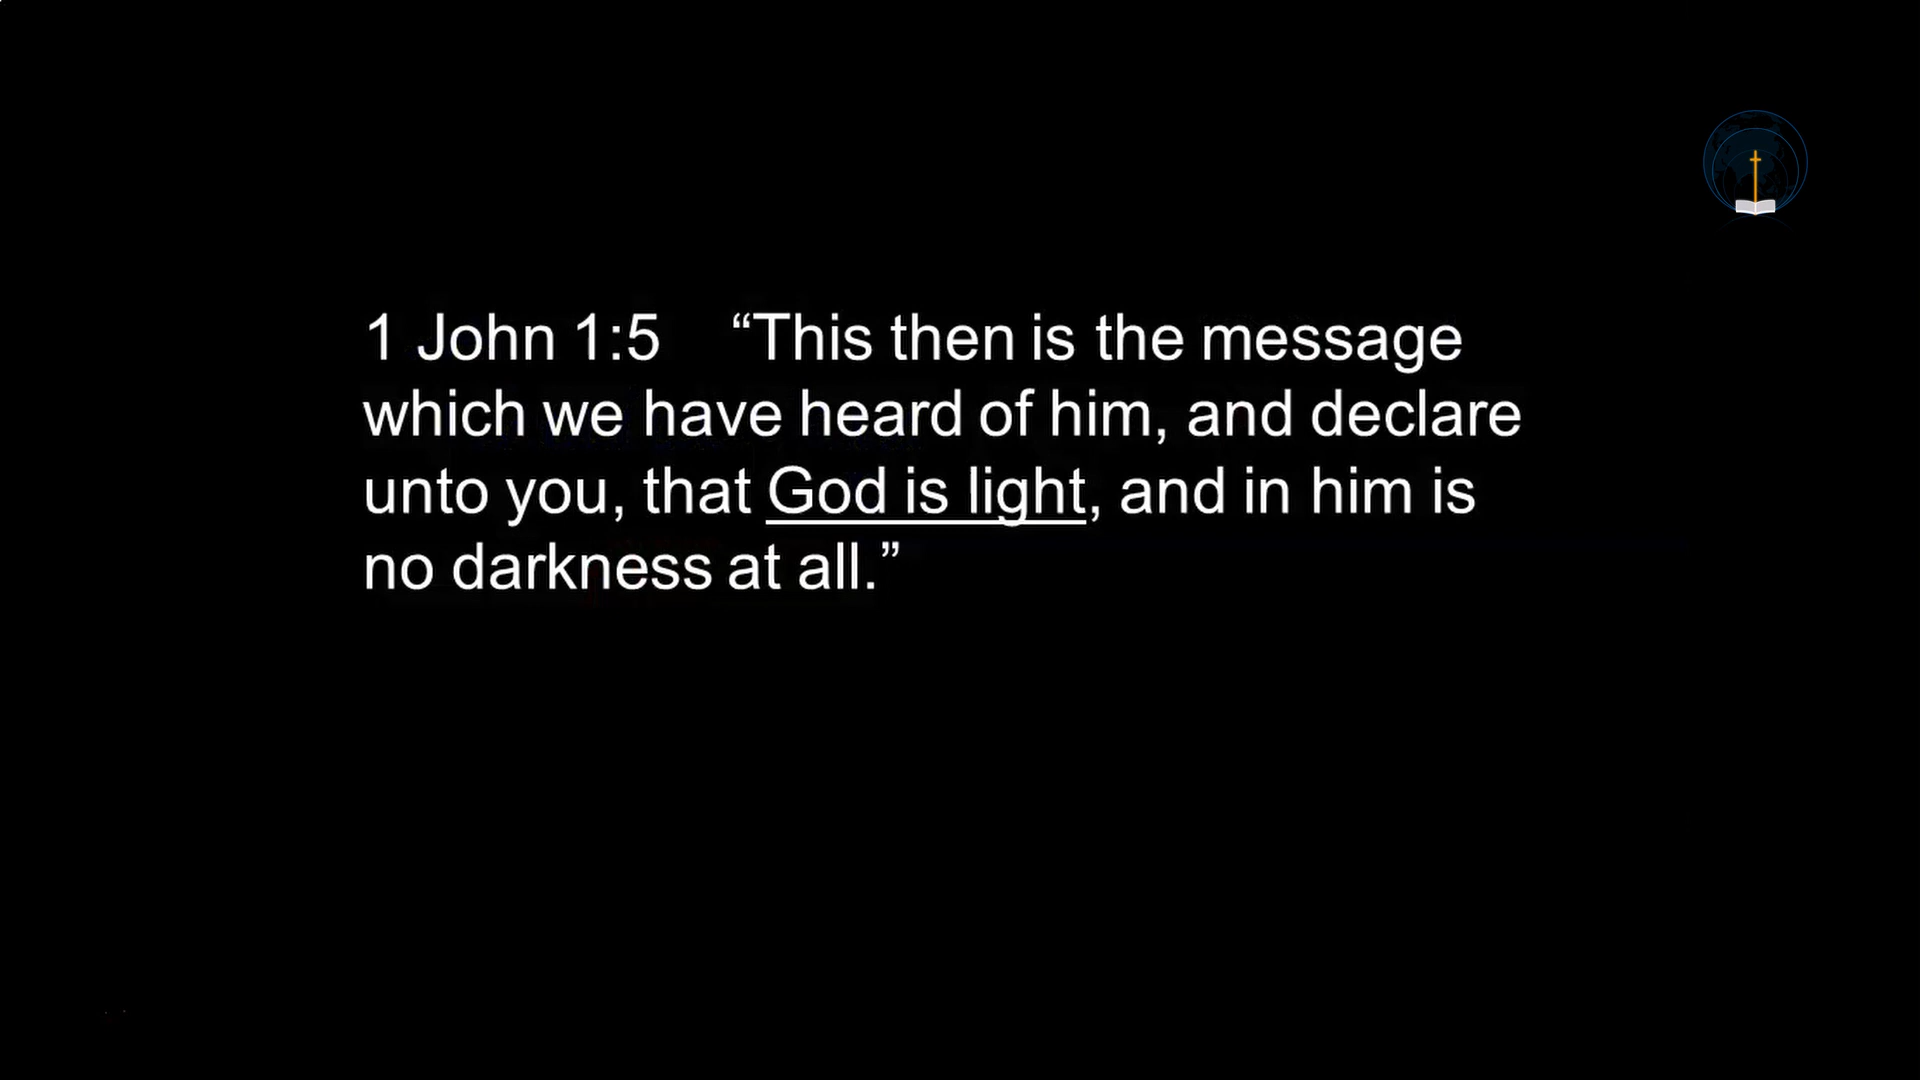 1 John 1:5 “This then is the message
which we have heard of him, and declare
unto you, that God is light, and in him is
no darkness at all.”